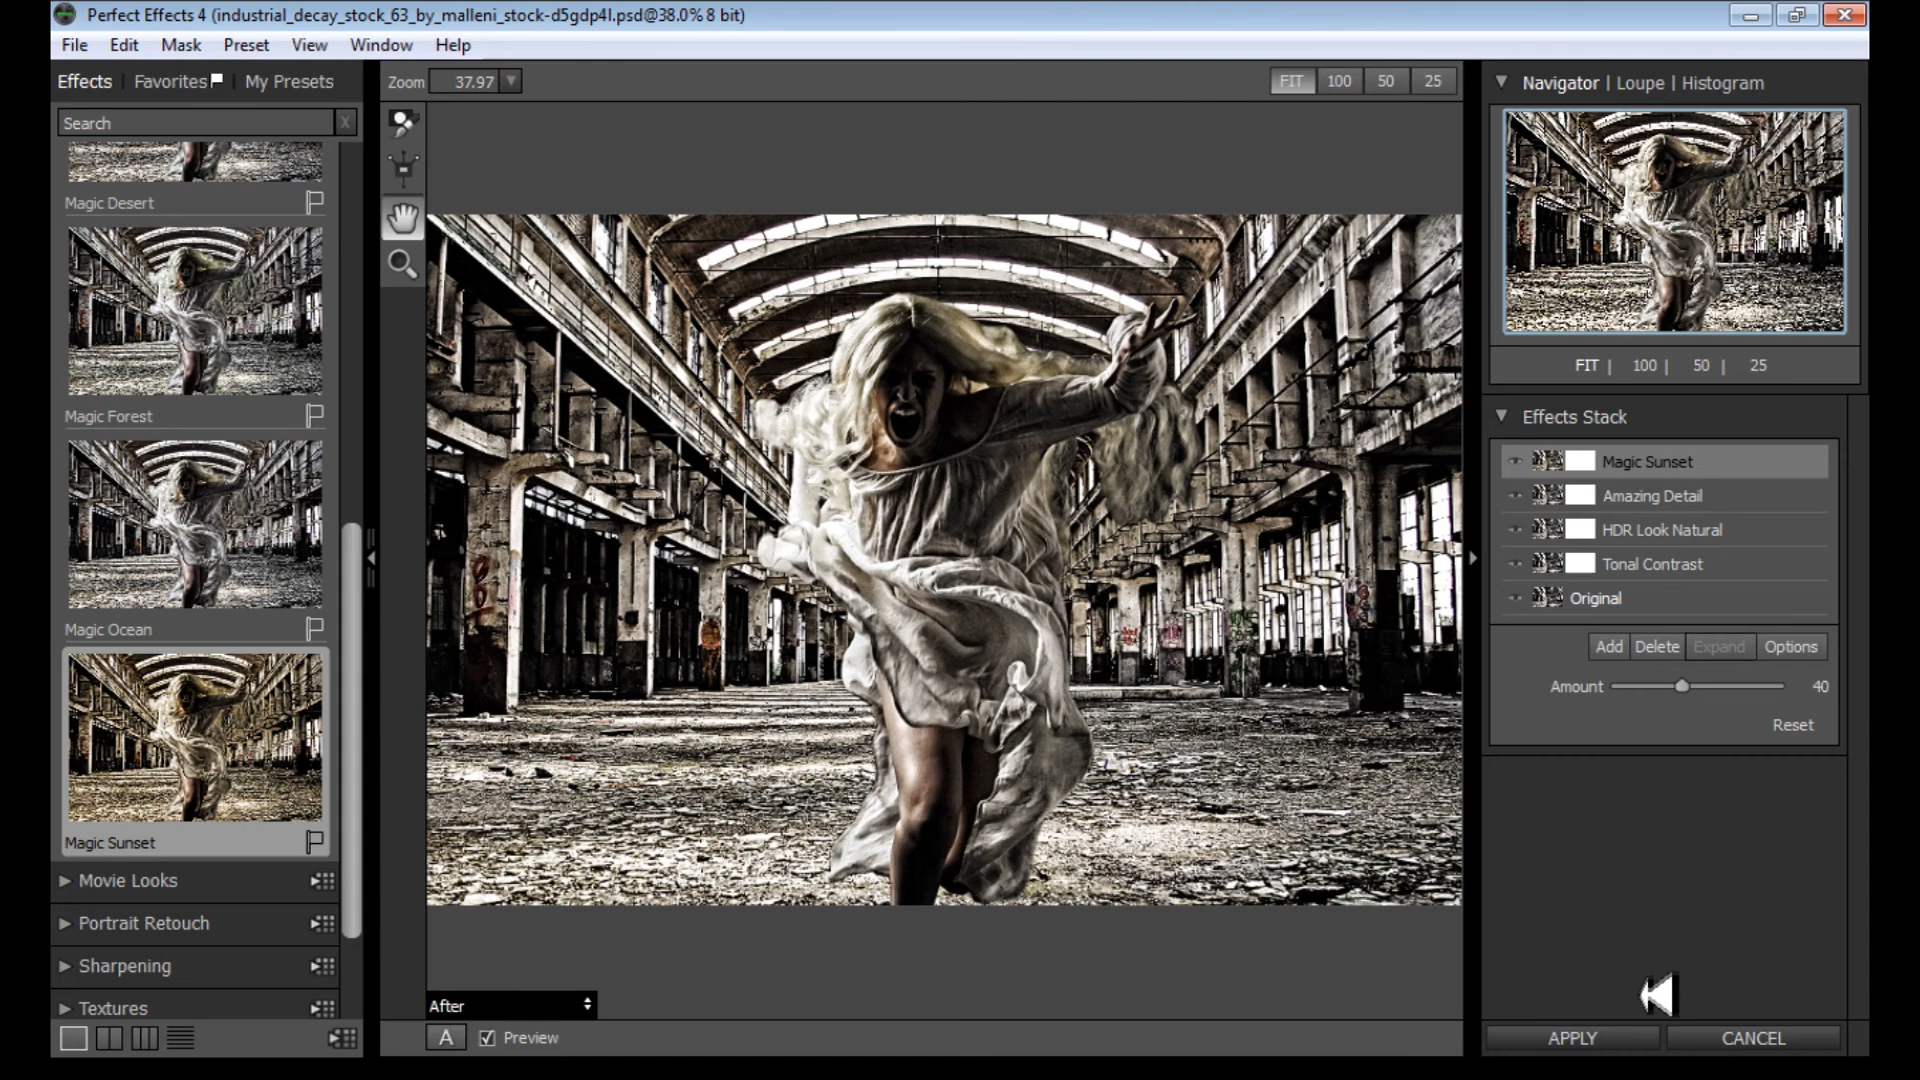 Perfect Effects 4 (industrial_decay_stock_63_by_malleni_stock-d5gdp4l.psd@38.0% 8 bit)
File Edit Mask Preset View Window Help
Effects | Favorites | My Presets
Search X
Magic Desert
Magic Forest
Magic Ocean
Magic Sunset
Movie Looks
Portrait Retouch
Sharpening
Textures
Zoom 37.97
FIT 100 50 25
After
A Preview
Navigator | Loupe | Histogram
FIT | 100 | 50 | 25
Effects Stack
Magic Sunset
Amazing Detail
HDR Look Natural
Tonal Contrast
Original
Add Delete Expand Options
Amount 40
Reset
APPLY CANCEL